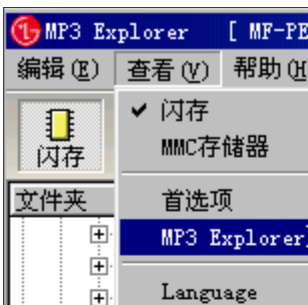 MP3 Explorer [ MF-PE
编辑(E) 查看(V) 帮助(H
闪存
✔ 闪存
MMC存储器
文件夹
首选项
MP3 Explorer
Language